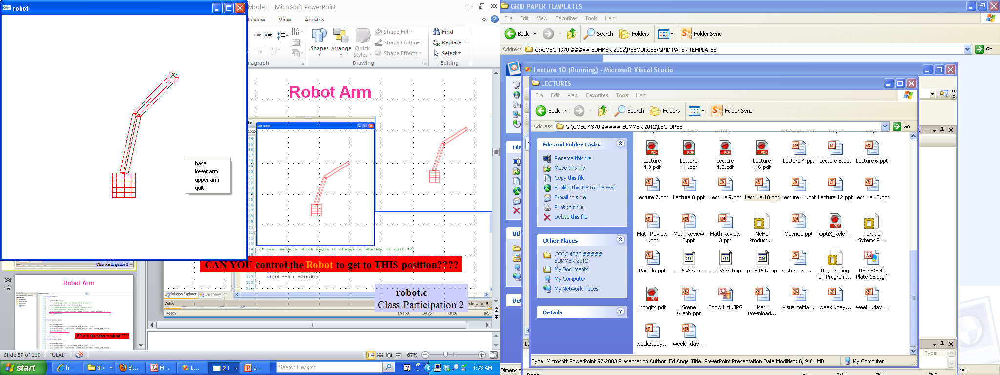 robot
base
lower arm
upper arm
quit
Mode] - Microsoft PowerPoint
Review View Add-Ins
Shapes Arrange Quick Styles
Shape Fill
Shape Outline
Shape Effects
Find
Replace
Select
aragraph Drawing Editing
Robot Arm
robot
/* menu selects which angle to change or whether to quit */
CAN YOU control the Robot to get to THIS position????
119 if(id ==4 ) exit(0);
120 }
121
robot.c
Class Participation 2
Solution Explorer Class View
Autos
Ready Ln 158 Col 26 Ch 26 INS
Class Participation 2
38
Robot Arm
What is the robot made of ????
Slide 37 of 110 "ULA1" 67%
start
h...
3 \
Bl...
M...
L...
2 L
L...
Search Desktop
4:33 AM
GRID PAPER TEMPLATES
File Edit View Favorites Tools Help
Back Search Folders Folder Sync
Address G:\COSC 4370 ##### SUMMER 2012\RESOURCES\GRID PAPER TEMPLATES Go
Lecture 10 (Running) - Microsoft Visual Studio
LECTURES
File Edit View Favorites Tools Help
Back Search Folders Folder Sync
Address G:\COSC 4370 ##### SUMMER 2012\LECTURES Go
File and Folder Tasks
Rename this file
Move this file
Copy this file
Publish this file to the Web
E-mail this file
Print this file
Delete this file
Other Places
COSC 4370 ##### SUMMER 2012
My Documents
My Computer
My Network Places
Details
Lecture 4.3.pdf Lecture 4.4.pdf Lecture 4.5.pdf Lecture 4.6.pdf Lecture 4.ppt Lecture 5.ppt Lecture 6.ppt
Lecture 7.ppt Lecture 8.ppt Lecture 9.ppt Lecture 10.ppt Lecture 11.ppt Lecture 12.ppt Lecture 13.ppt
Math Review 1.ppt Math Review 2.ppt Math Review 3.ppt NeHe Producti... OpenGL.ppt OptiX_Rele... Particle Sytems R...
Particle.ppt ppt69A3.tmp pptDA3E.tmp pptF464.tmp raster_grap... Ray Tracing on Program... RED BOOK Plate 18 a.gif
rtongfx.pdf Scene Graph.ppt Show Link.JPG Useful Download... VisualizeMa... week1.day... week1.day...
week3.day... week4.day...
Type: Microsoft PowerPoint 97-2003 Presentation Author: Ed Angel Title: PowerPoint Presentation Date Modified: 6, 9.81 MB My Computer
Type
Ready Ln 1 Col 1 Ch 1 INS
Dimensio